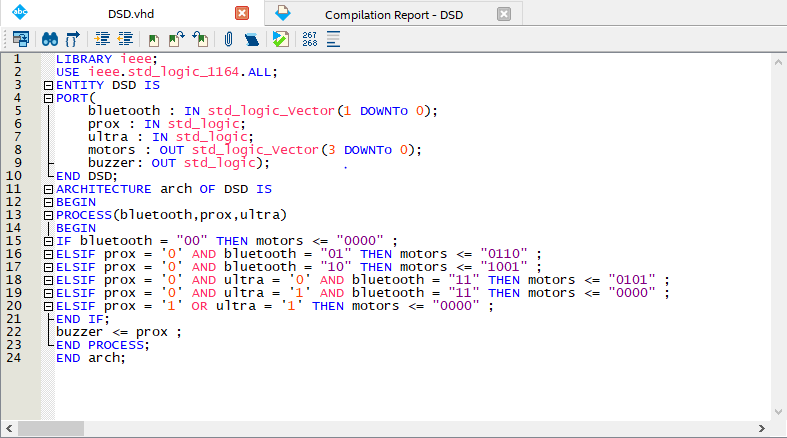 abc DSD.vhd Compilation Report - DSD
267
268
1 LIBRARY ieee;
2 USE ieee.std_logic_1164.ALL;
3 ENTITY DSD IS
4 PORT(
5 bluetooth : IN std_logic_Vector(1 DOWNTo 0);
6 prox : IN std_logic;
7 ultra : IN std_logic;
8 motors : OUT std_logic_Vector(3 DOWNTo 0);
9 buzzer: OUT std_logic);
10 END DSD;
11 ARCHITECTURE arch OF DSD IS
12 BEGIN
13 PROCESS(bluetooth,prox,ultra)
14 BEGIN
15 IF bluetooth = "00" THEN motors <= "0000" ;
16 ELSIF prox = '0' AND bluetooth = "01" THEN motors <= "0110" ;
17 ELSIF prox = '0' AND bluetooth = "10" THEN motors <= "1001" ;
18 ELSIF prox = '0' AND ultra = '0' AND bluetooth = "11" THEN motors <= "0101" ;
19 ELSIF prox = '0' AND ultra = '1' AND bluetooth = "11" THEN motors <= "0000" ;
20 ELSIF prox = '1' OR ultra = '1' THEN motors <= "0000" ;
21 END IF;
22 buzzer <= prox ;
23 END PROCESS;
24 END arch;